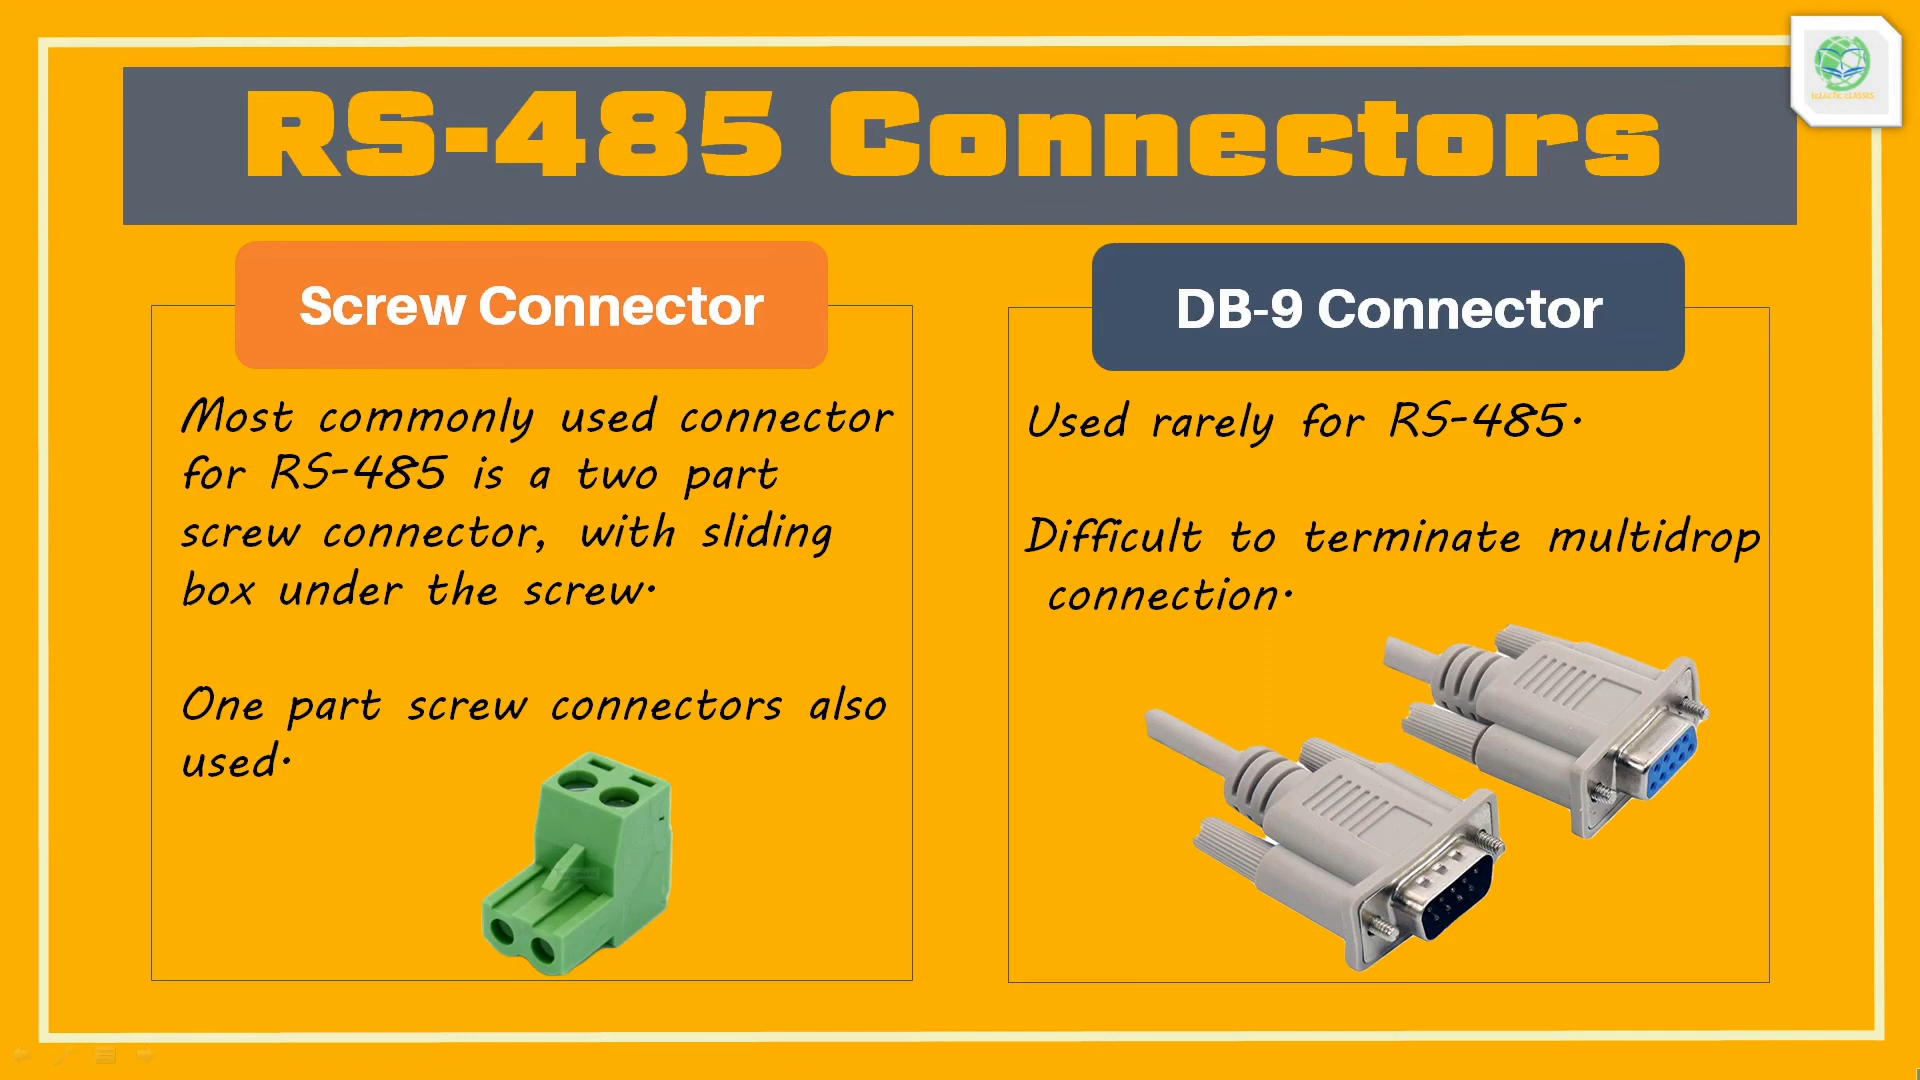 RS-485 Connectors
Screw Connector
Most commonly used connector
for RS-485 is a two part
screw connector, with sliding
box under the screw.
One part screw connectors also
used.
DB-9 Connector
Used rarely for RS-485.
Difficult to terminate multidrop
connection.
ECLECTIC CLASSES